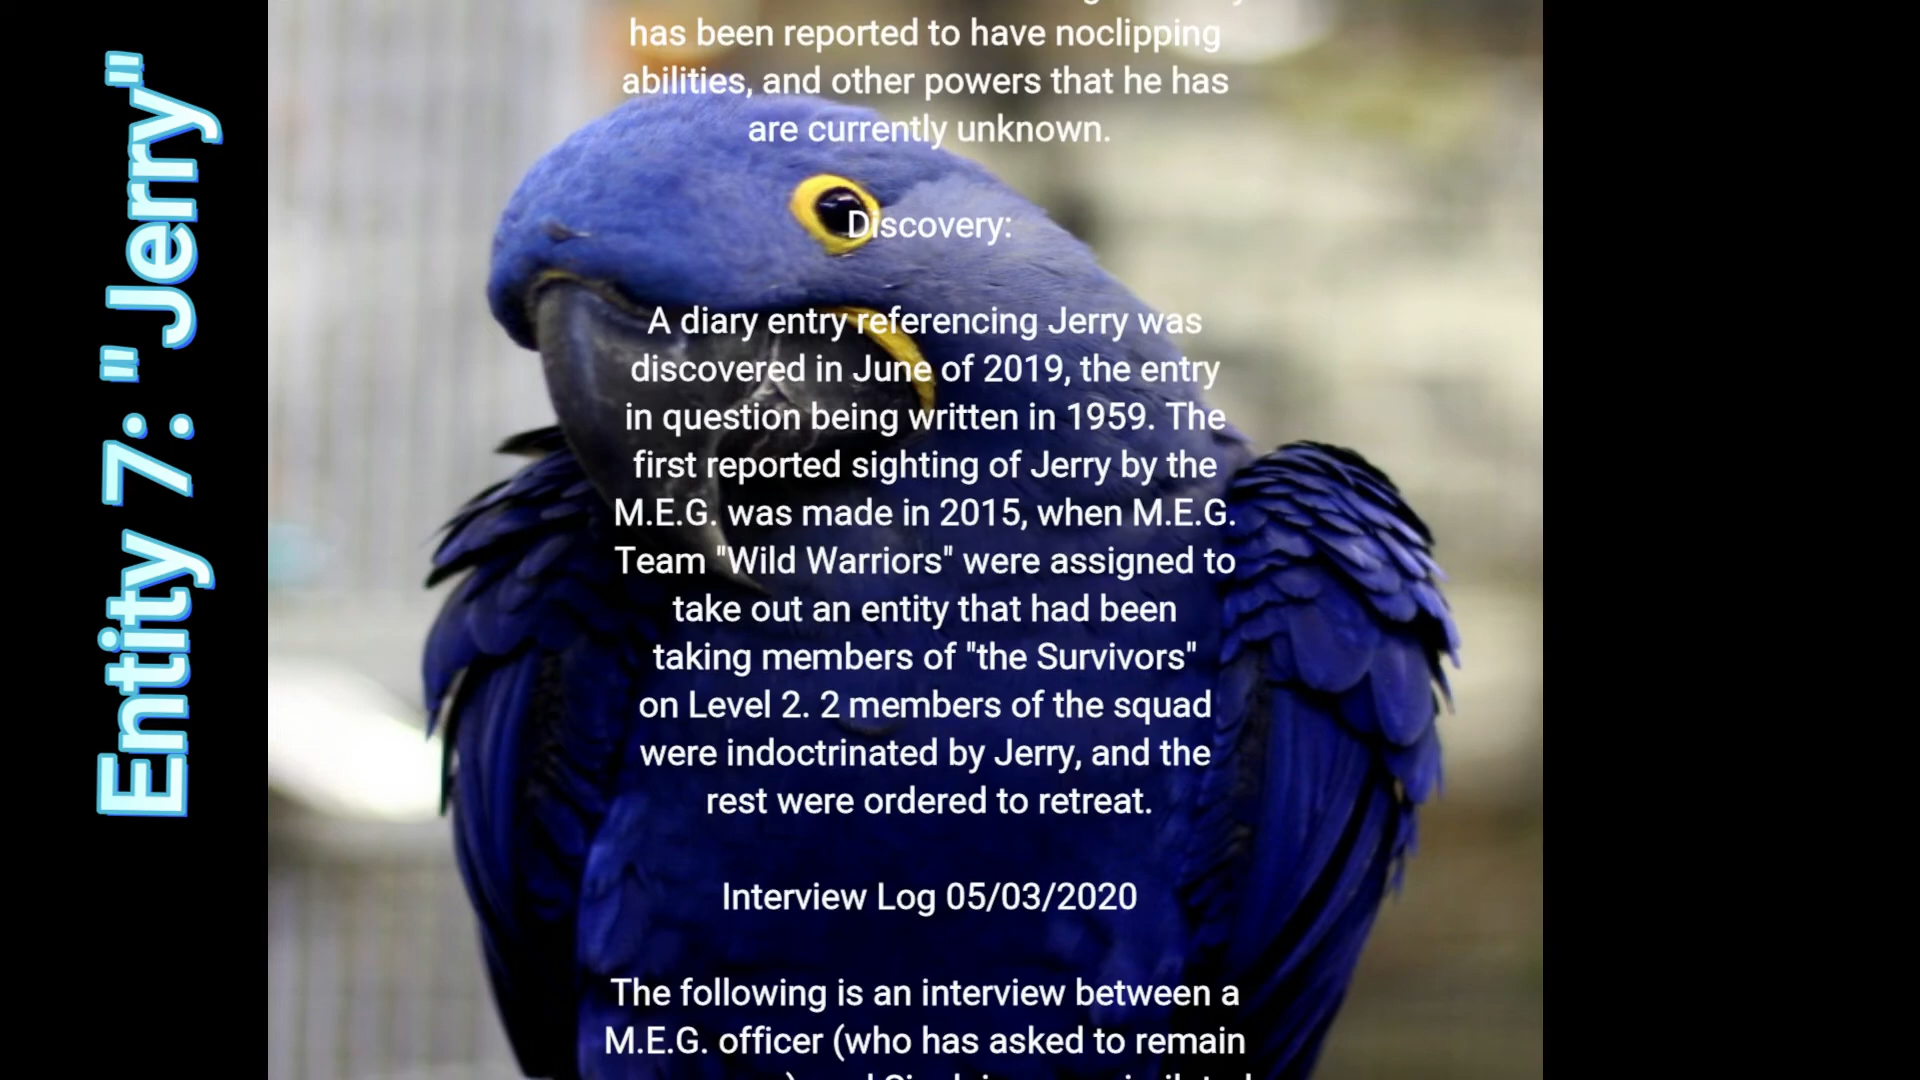 Entity 7: "Jerry"
has been reported to have noclipping
abilities, and other powers that he has
are currently unknown.
Discovery:
A diary entry referencing Jerry was
discovered in June of 2019, the entry
in question being written in 1959. The
first reported sighting of Jerry by the
M.E.G. was made in 2015, when M.E.G.
Team "Wild Warriors" were assigned to
take out an entity that had been
taking members of "the Survivors"
on Level 2. 2 members of the squad
were indoctrinated by Jerry, and the
rest were ordered to retreat.
Interview Log 05/03/2020
The following is an interview between a
M.E.G. officer (who has asked to remain